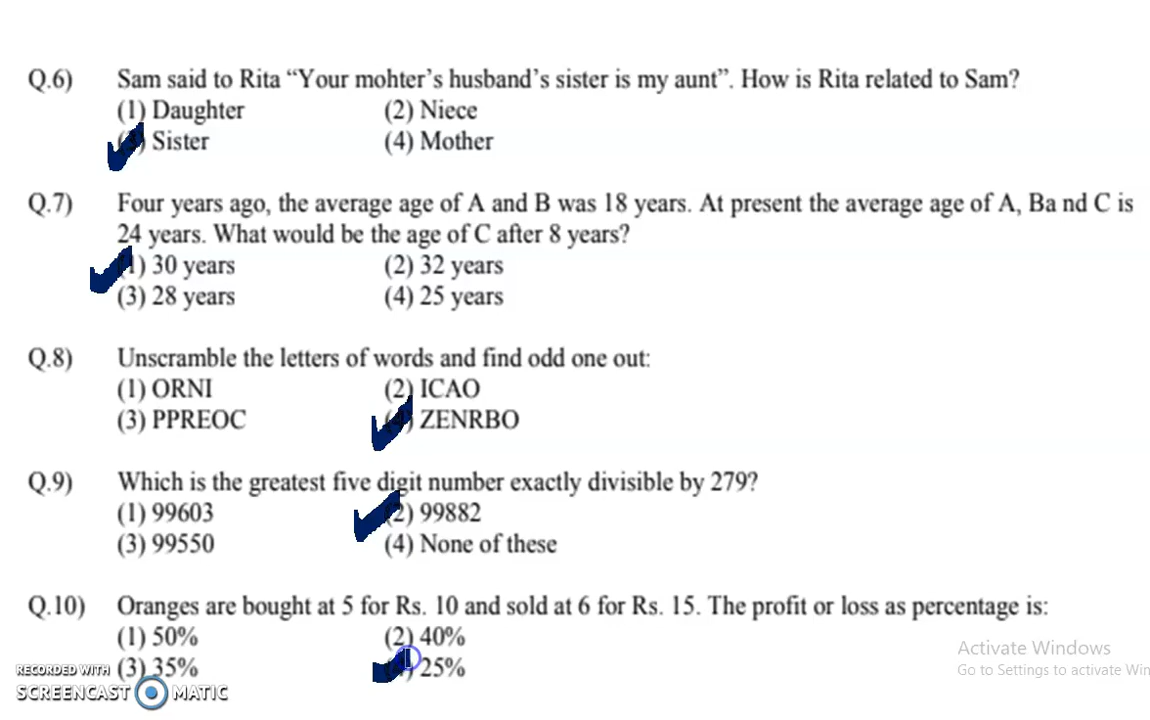 Q.6) Sam said to Rita “Your mohter’s husband’s sister is my aunt”. How is Rita related to Sam?
(1) Daughter (2) Niece
(3) Sister (4) Mother
Q.7) Four years ago, the average age of A and B was 18 years. At present the average age of A, Ba nd C is
24 years. What would be the age of C after 8 years?
(1) 30 years (2) 32 years
(3) 28 years (4) 25 years
Q.8) Unscramble the letters of words and find odd one out:
(1) ORNI (2) ICAO
(3) PPREOC (4) ZENRBO
Q.9) Which is the greatest five digit number exactly divisible by 279?
(1) 99603 (2) 99882
(3) 99550 (4) None of these
Q.10) Oranges are bought at 5 for Rs. 10 and sold at 6 for Rs. 15. The profit or loss as percentage is:
(1) 50% (2) 40%
(3) 35% (4) 25%
Activate Windows
Go to Settings to activate Win
RECORDED WITH
SCREENCAST MATIC